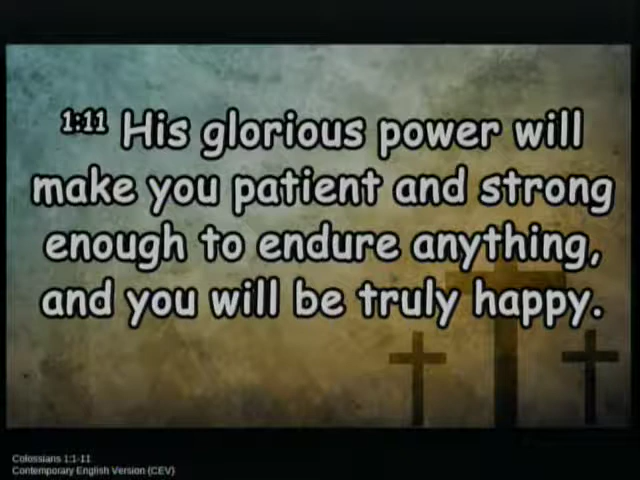 1:11 His glorious power will
make you patient and strong
enough to endure anything,
and you will be truly happy.
Colossians 1:1-11
Contemporary English Version (CEV)